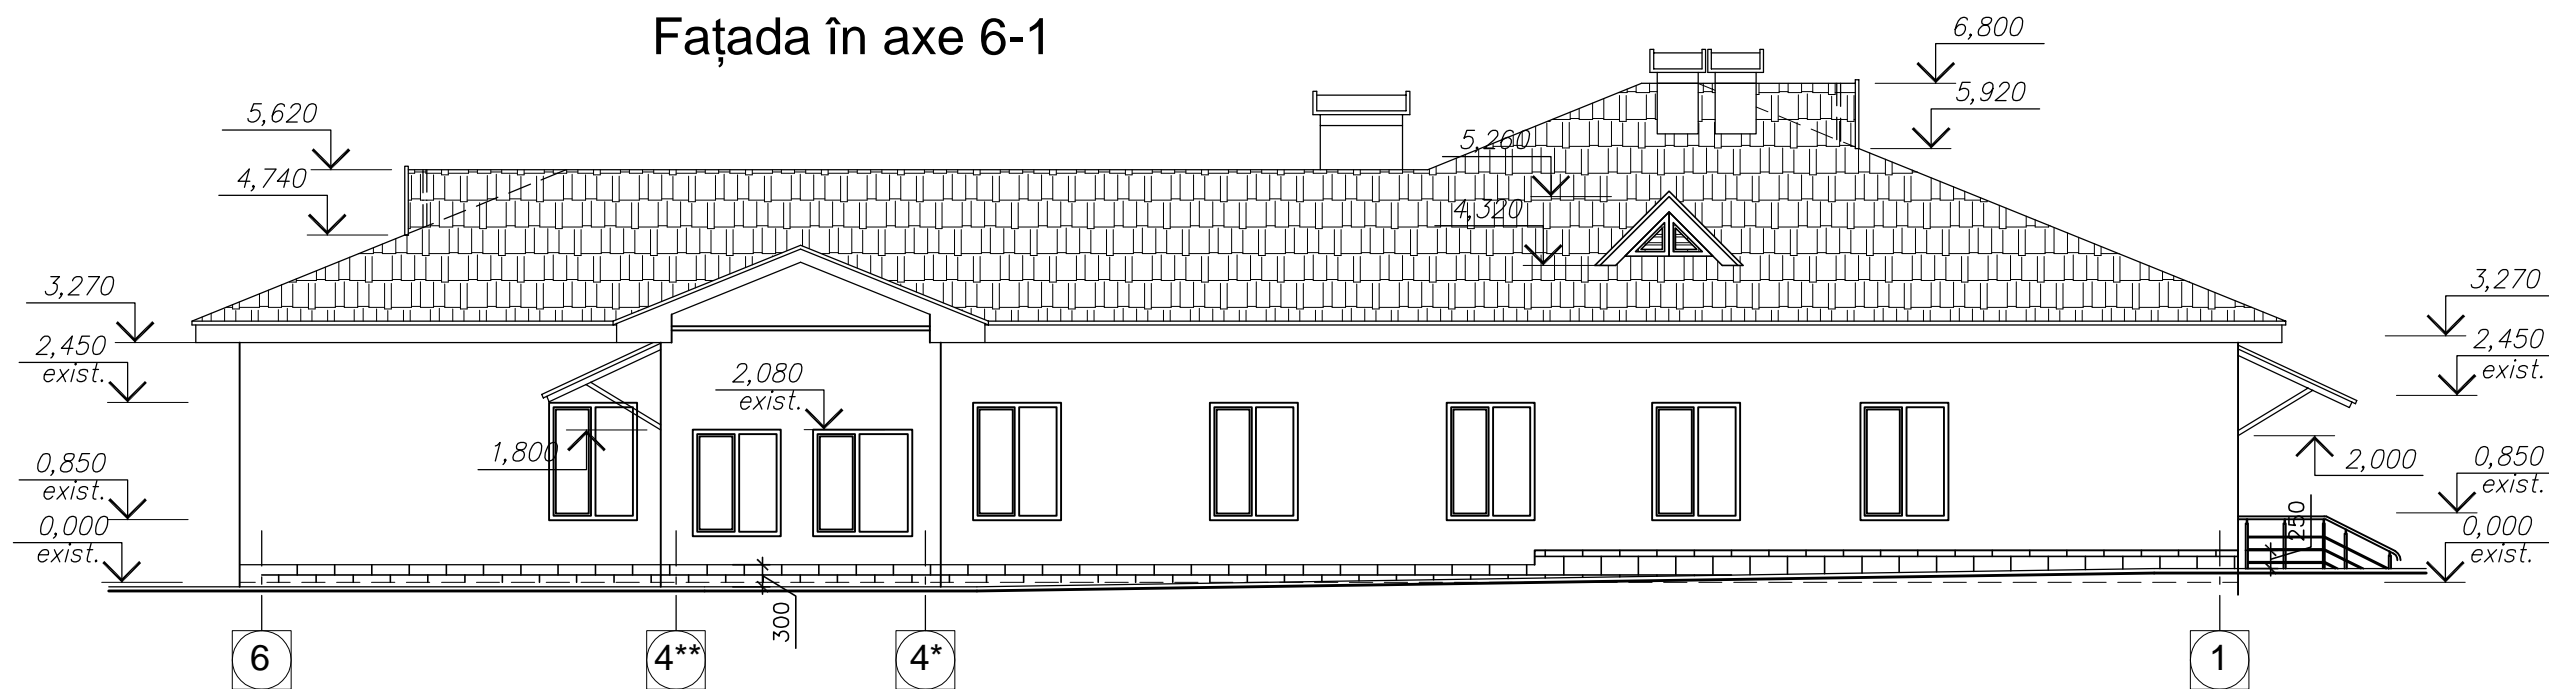 Fațada în axe 6-1
6,800
5,920
5,620
4,740
5,260
4,320
3,270
3,270
2,450
exist.
2,450
exist.
2,080
exist.
1,800
2,000
0,850
exist.
0,850
exist.
250
0,000
exist.
0,000
exist.
300
6
4**
4*
1